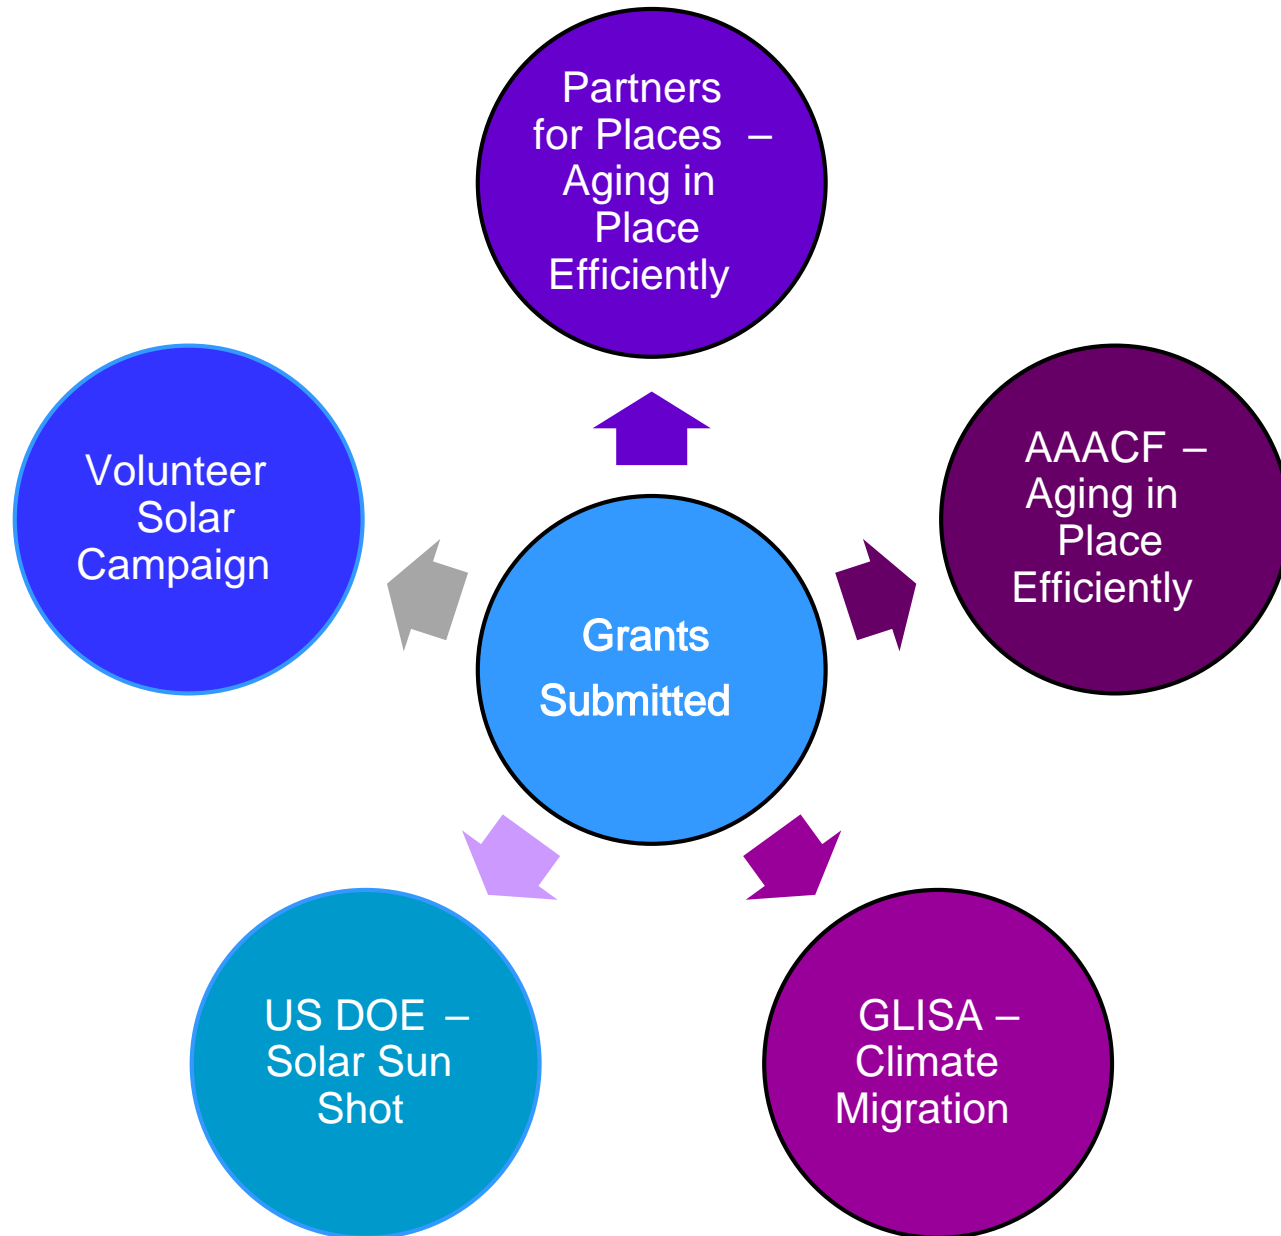 Partners
for Places –
Aging in
Place
Efficiently
AAACF –
Aging in
Place
Efficiently
GLISA –
Climate
Migration
US DOE –
Solar Sun
Shot
Volunteer
Solar
Campaign
Grants
Submitted